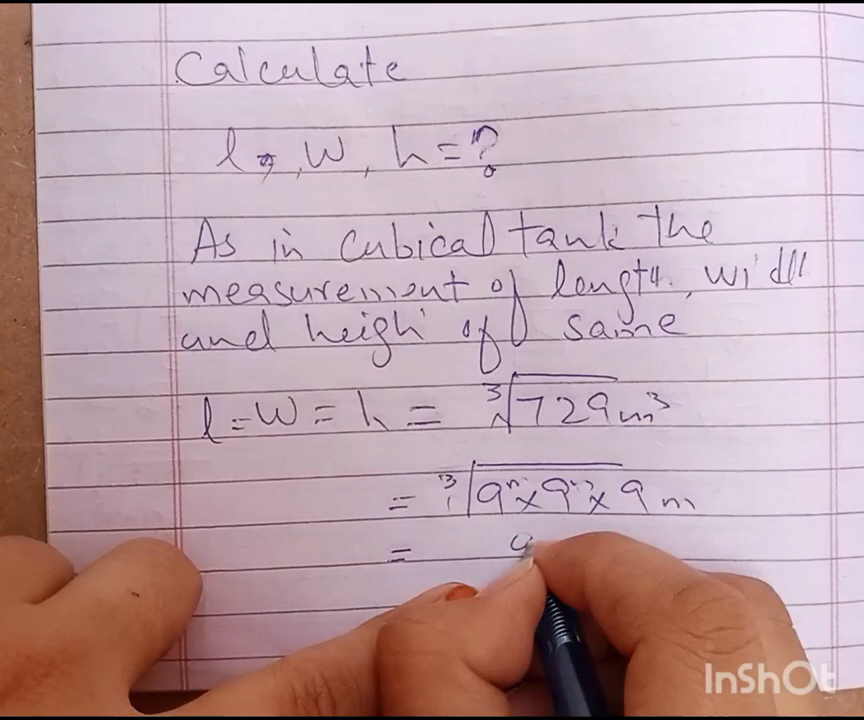 Calculate
l, w, h = ?
As in cubical tank the
measurement of length, width
and heigh of same
l = w = h = ∛729m³
= ∛9m × 9m × 9m
= 9
InShOt